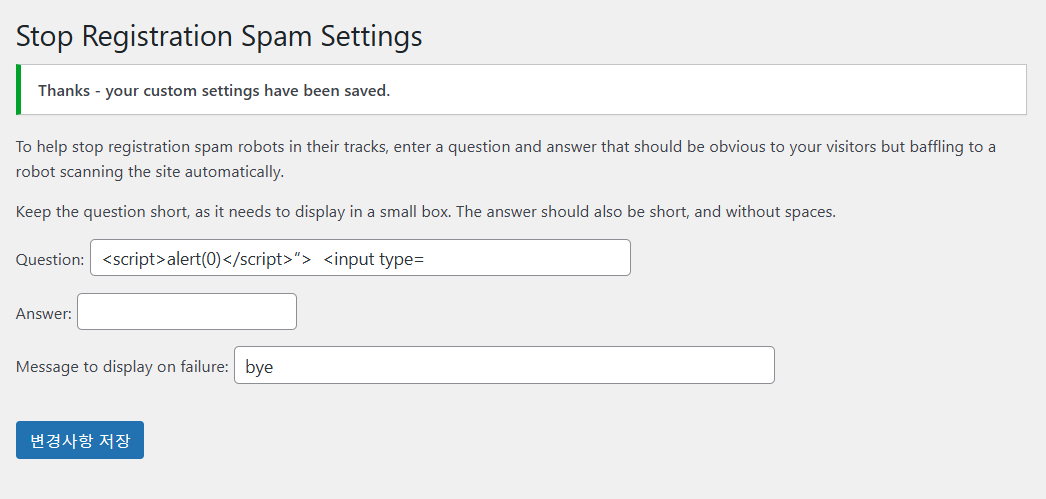 Stop Registration Spam Settings
Thanks - your custom settings have been saved.
To help stop registration spam robots in their tracks, enter a question and answer that should be obvious to your visitors but baffling to a
robot scanning the site automatically.
Keep the question short, as it needs to display in a small box. The answer should also be short, and without spaces.
Question: <script>alert(0)</script>“> <input type=
Answer:
Message to display on failure: bye
변경사항 저장